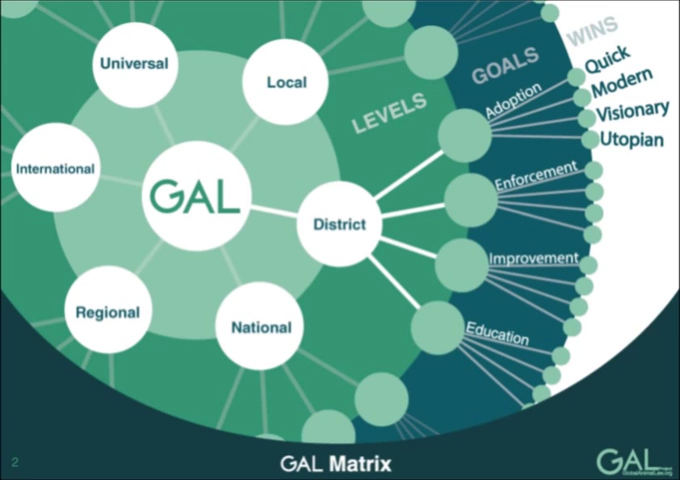 Universal
Local
International
GAL
District
Regional
National
LEVELS
GOALS
WINS
Adoption
Quick
Modern
Visionary
Utopian
Enforcement
Improvement
Education
2
GAL Matrix
GAL